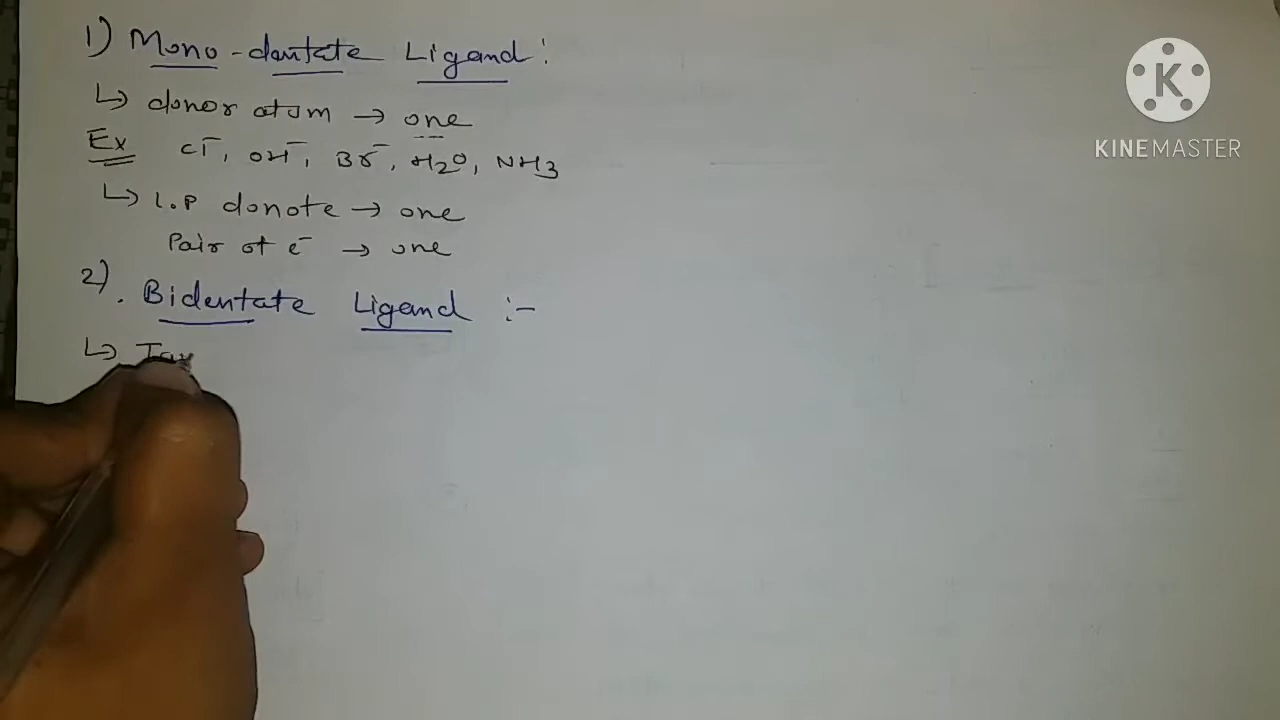 1) Mono-dentate Ligand :
↳ donor atom → one
Ex Cl⁻, OH⁻, Br⁻, H₂O, NH₃
↳ l.p donote → one
Pair of e⁻ → one
2). Bidentate Ligand :-
↳
K
KINEMASTER